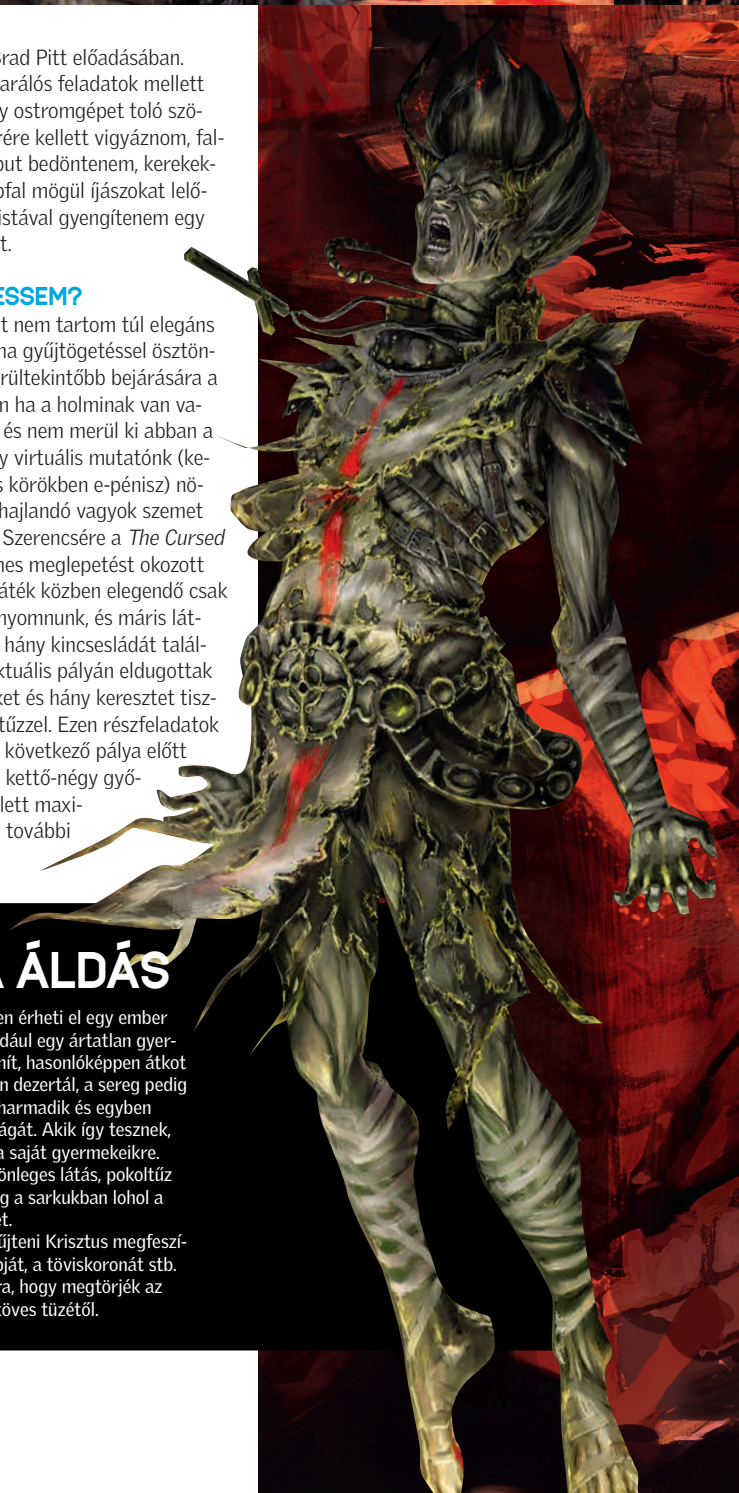 rad Pitt előadásában.
arálós feladatok mellett
y ostromgépet toló szö-
rére kellett vigyáznom, fal-
put bedöntenem, kerekek-
pfal mögül íjászokat lelő-
istával gyengítenem egy
t.
ESSEM?
t nem tartom túl elegáns
na gyűjtögetéssel ösztön-
rültekintőbb bejárására a
m ha a holminak van va-
és nem merül ki abban a
y virtuális mutatónk (ke-
s körökben e-pénisz) nö-
hajlandó vagyok szemet
Szerencsére a The Cursed
nes meglepetést okozott
áték közben elegendő csak
nyomnunk, és máris lát-
hány kincsesládát talál-
ktuális pályán eldugottak
ket és hány keresztet tisz-
tűzzel. Ezen részfeladatok
következő pálya előtt
kettő-négy győ-
lett maxi-
további
A ÁLDÁS
en érheti el egy ember
dául egy ártatlan gyer-
nít, hasonlóképpen átkot
n dezertál, a sereg pedig
harmadik és egyben
ágát. Akik így tesznek,
a saját gyermekeikre.
önleges látás, pokoltűz
g a sarkukban lohol a
et.
űjteni Krisztus megfeszí-
pját, a töviskoronát stb.
ra, hogy megtörjék az
töves tüzétől.